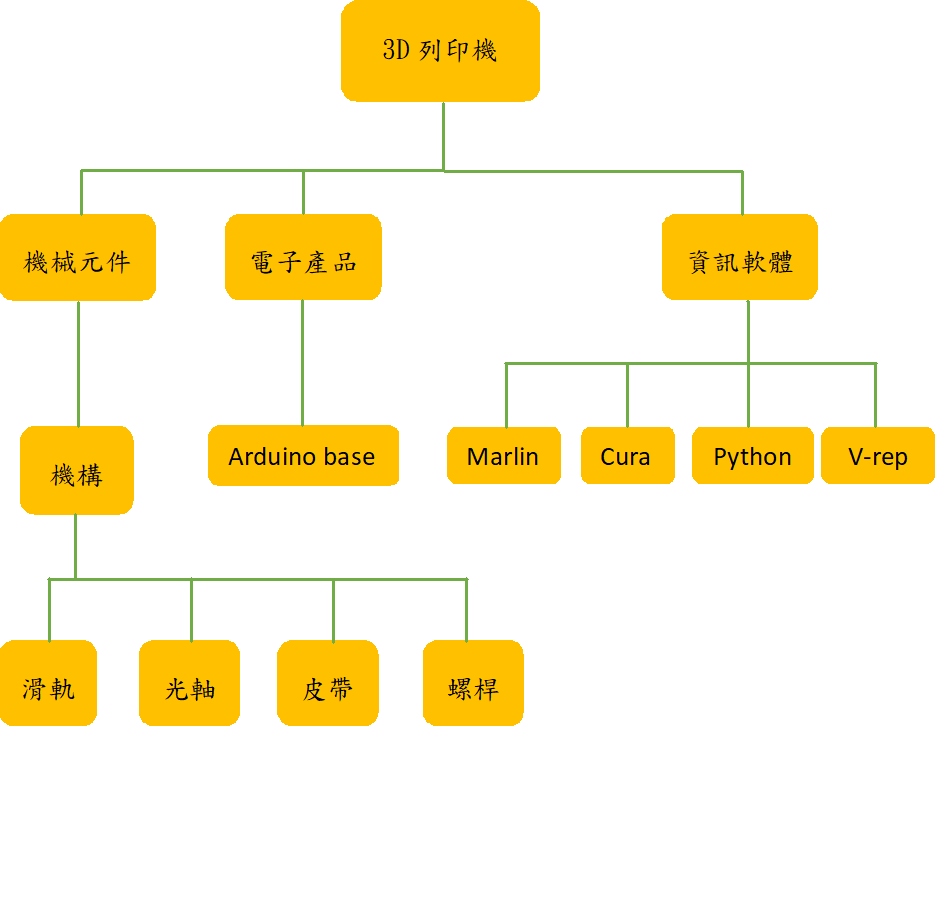 3D 列印機
機械元件
電子產品
資訊軟體
機構
Arduino base
Marlin
Cura
Python
V-rep
滑軌
光軸
皮帶
螺桿